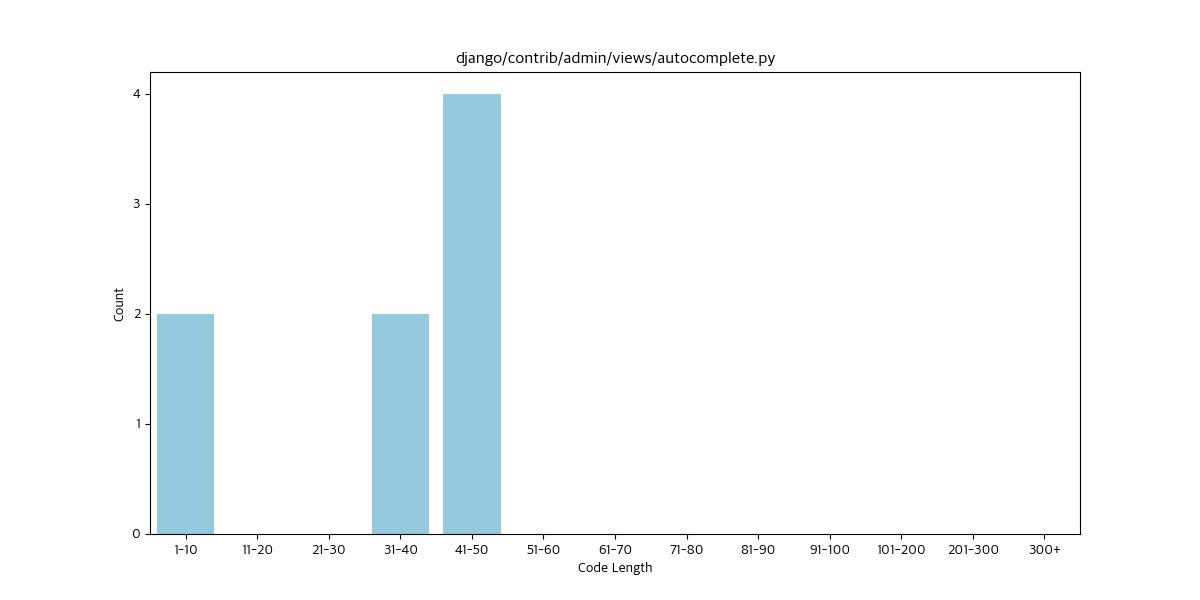 django/contrib/admin/views/autocomplete.py
4
3
2
1
0
Count
1-10 11-20 21-30 31-40 41-50 51-60 61-70 71-80 81-90 91-100 101-200 201-300 300+
Code Length